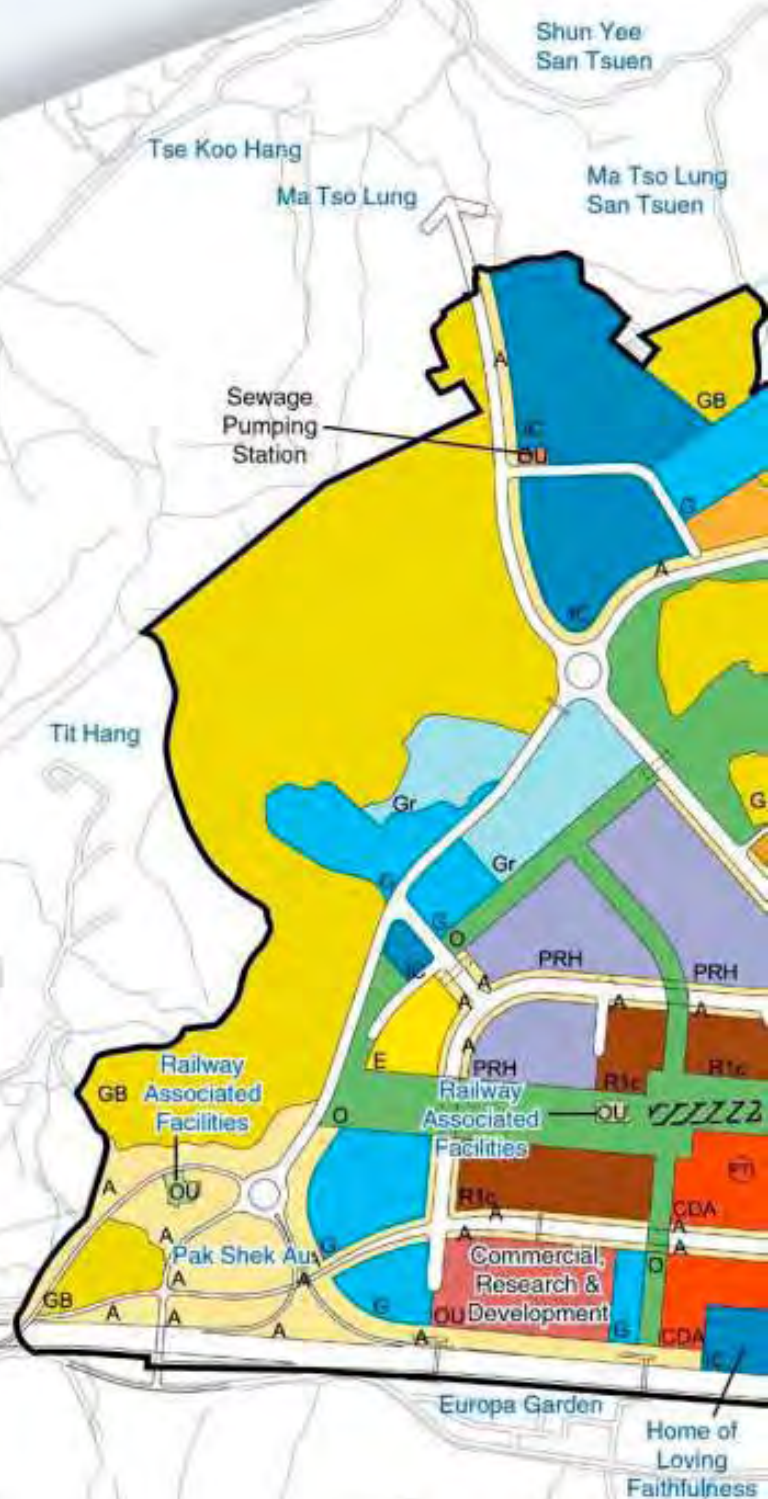 Shun Yee
San Tsuen
Tse Koo Hang
Ma Tso Lung
San Tsuen
Ma Tso Lung
Sewage
Pumping
Station
A
GB
IC
OU
G
A
IC
Tit Hang
Gr
G
Gr
G
G
O
PRH
PRH
IC
A
A
A
A
A
E
PRH
R1c
R1c
Railway
Associated
Facilities
GB
Railway
Associated
Facilities
OU
O
A
OU
R1c
PTI
CDA
A
A
A
A
Pak Shek Au
A
A
G
O
Commercial,
Research &
Development
GB
A
A
A
G
OU
G
A
CDA
IC
Europa Garden
Home of
Loving
Faithfulness